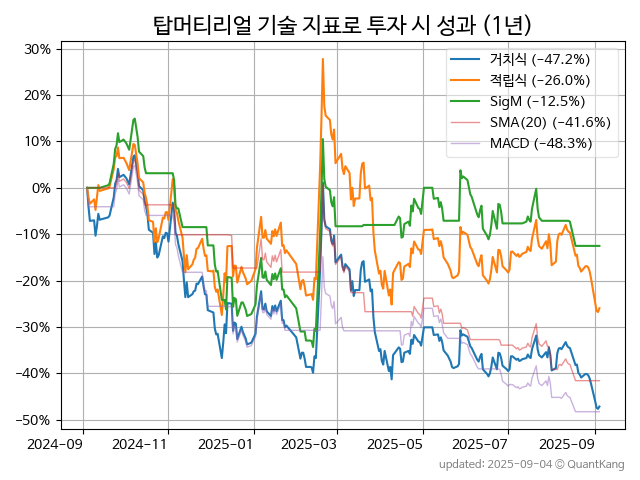 탑머티리얼 기술 지표로 투자 시 성과 (1년)
30%
20%
10%
0%
−10%
−20%
−30%
−40%
−50%
거치식 (−47.2%)
적립식 (−26.0%)
SigM (−12.5%)
SMA(20) (−41.6%)
MACD (−48.3%)
2024-09 2024-11 2025-01 2025-03 2025-05 2025-07 2025-09
updated: 2025-09-04 © QuantKang